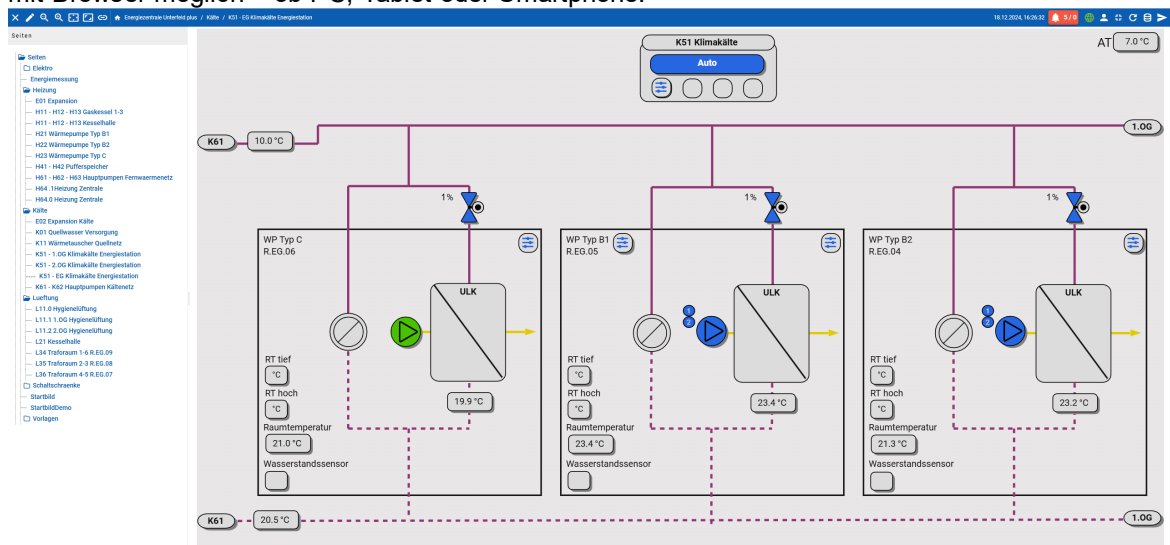 mit Browser möglich – ob PC, Tablet oder Smartphone.
Energiezentrale Unterfeld plus / Kälte / K51 - EG Klimakälte Energiestation
18.12.2024, 16:26:32
5 / 0
Seiten
Seiten
Elektro
Energiemessung
Heizung
E01 Expansion
H11 - H12 - H13 Gaskessel 1-3
H11 - H12 - H13 Kesselhalle
H21 Wärmepumpe Typ B1
H22 Wärmepumpe Typ B2
H23 Wärmepumpe Typ C
H41 - H42 Pufferspeicher
H61 - H62 - H63 Hauptpumpen Fernwaermenetz
H64 .1Heizung Zentrale
H64.0 Heizung Zentrale
Kälte
E02 Expansion Kälte
K01 Quellwasser Versorgung
K11 Wärmetauscher Quellnetz
K51 - 1.OG Klimakälte Energiestation
K51 - 2.OG Klimakälte Energiestation
K51 - EG Klimakälte Energiestation
K61 - K62 Hauptpumpen Kältenetz
Lueftung
L11.0 Hygienelüftung
L11.1 1.OG Hygienelüftung
L11.2 2.OG Hygienelüftung
L21 Kesselhalle
L34 Traforaum 1-6 R.EG.09
L35 Traforaum 2-3 R.EG.08
L36 Traforaum 4-5 R.EG.07
Schaltschraenke
Startbild
StartbildDemo
Vorlagen
K51 Klimakälte
Auto
AT 7.0 °C
K61 10.0 °C
1.OG
1%
1%
1%
WP Typ C
R.EG.06
ULK
RT tief
°C
RT hoch
°C
19.9 °C
Raumtemperatur
21.0 °C
Wasserstandssensor
WP Typ B1
R.EG.05
ULK
1
2
RT tief
°C
RT hoch
°C
23.4 °C
Raumtemperatur
23.4 °C
Wasserstandssensor
WP Typ B2
R.EG.04
ULK
1
2
RT tief
°C
RT hoch
°C
23.2 °C
Raumtemperatur
21.3 °C
Wasserstandssensor
K61 20.5 °C
1.OG